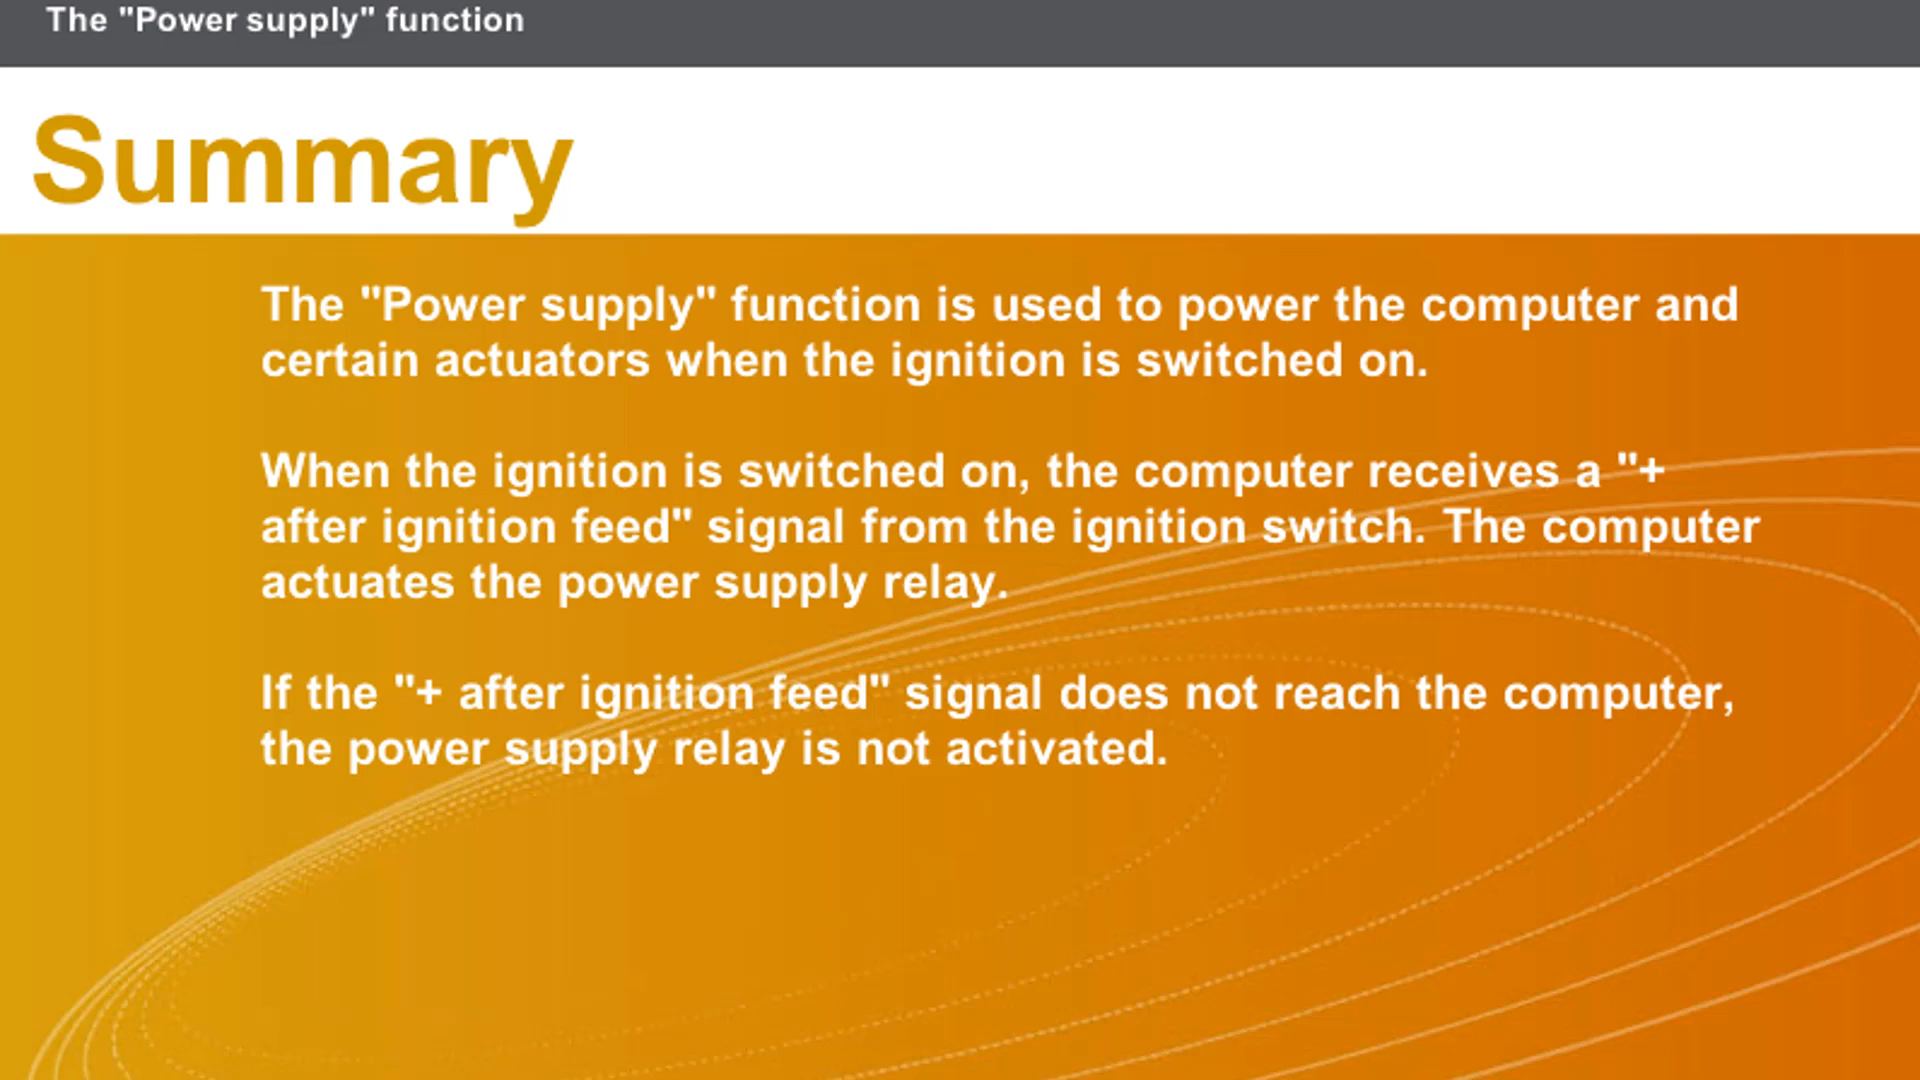 The "Power supply" function
Summary
The "Power supply" function is used to power the computer and
certain actuators when the ignition is switched on.
When the ignition is switched on, the computer receives a "+
after ignition feed" signal from the ignition switch. The computer
actuates the power supply relay.
If the "+ after ignition feed" signal does not reach the computer,
the power supply relay is not activated.